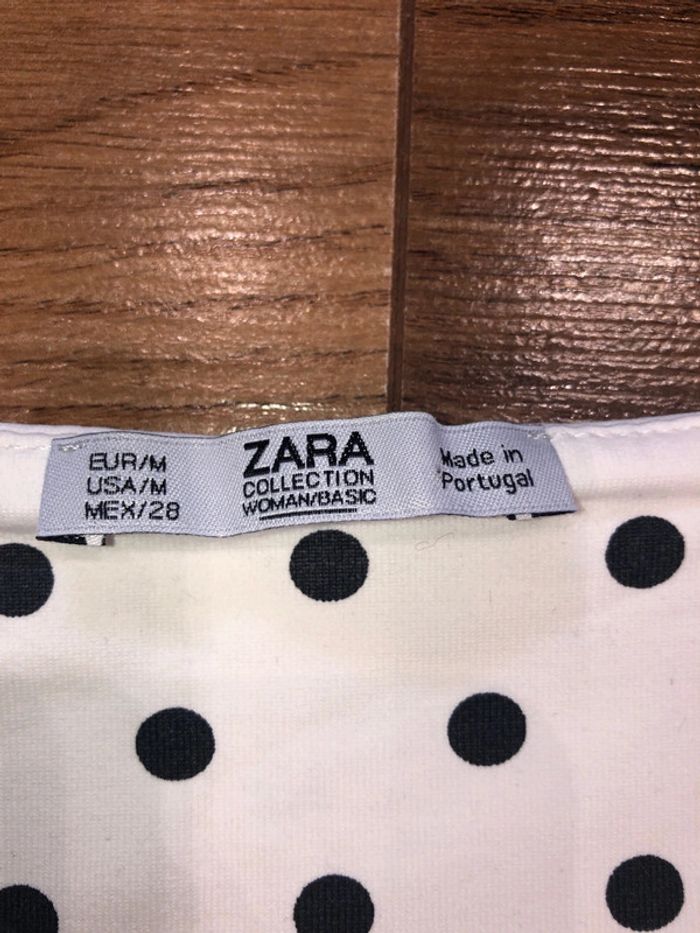 EUR/M
USA/M
MEX/28
ZARA
COLLECTION
WOMAN/BASIC
Made in
Portugal